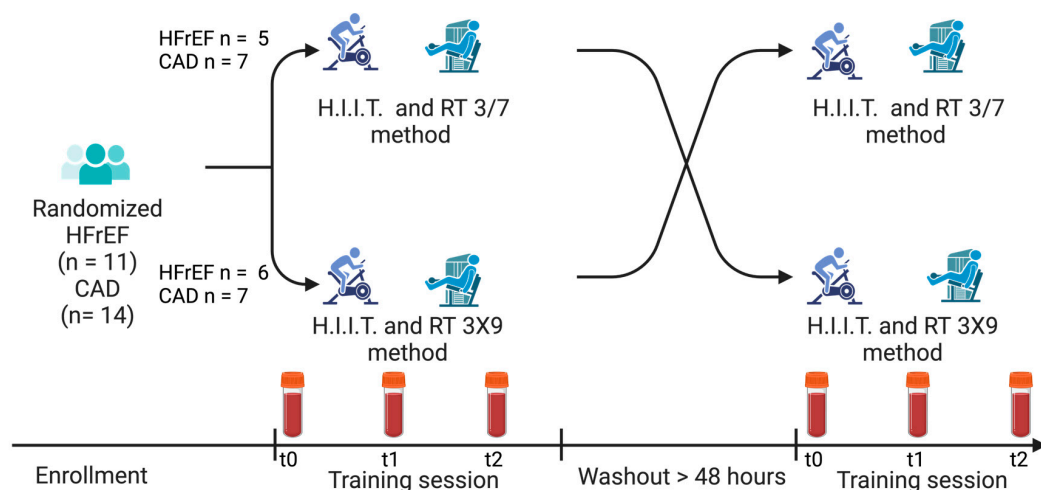 HFrEF n = 5
CAD n = 7
H.I.I.T. and RT 3/7
method
H.I.I.T. and RT 3/7
method
Randomized
HFrEF
(n = 11)
CAD
(n= 14)
HFrEF n = 6
CAD n = 7
H.I.I.T. and RT 3X9
method
H.I.I.T. and RT 3X9
method
t0 t1 t2 t0 t1 t2
Enrollment Training session Washout > 48 hours Training session